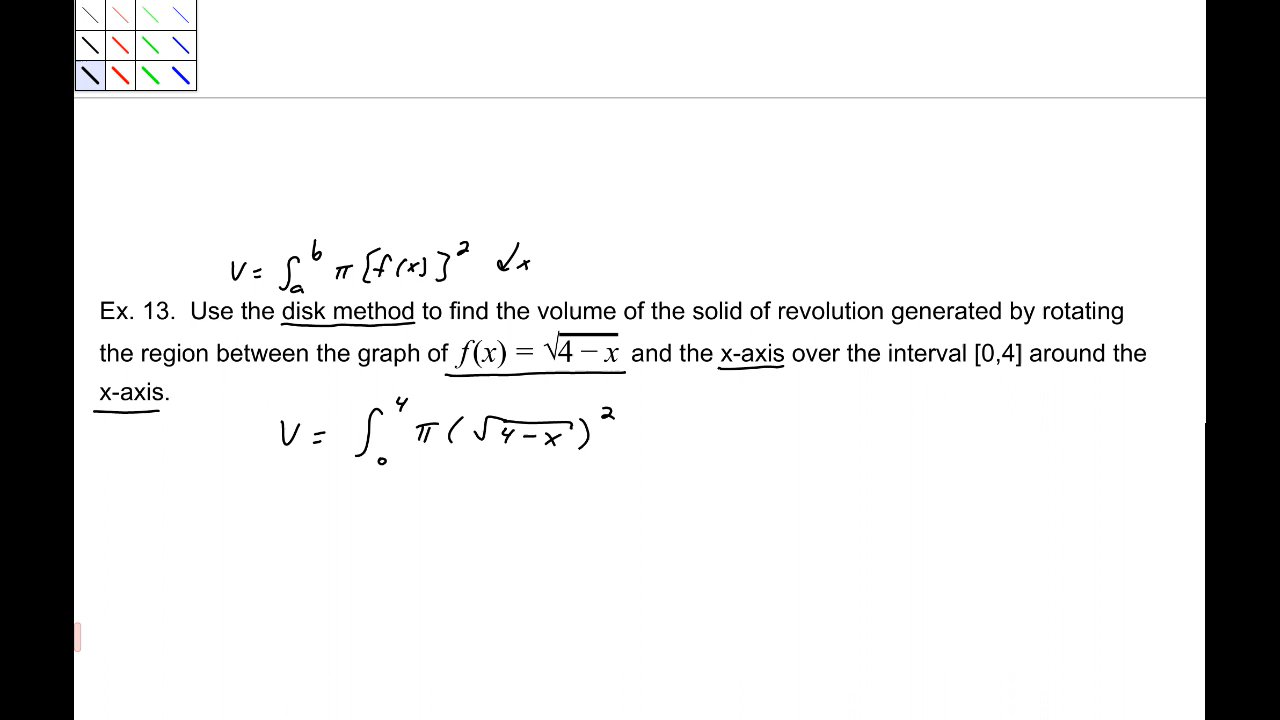 V = ∫_a^b π [f(x)]² dx
Ex. 13. Use the disk method to find the volume of the solid of revolution generated by rotating
the region between the graph of f(x) = √(4 − x) and the x-axis over the interval [0,4] around the
x-axis.
V = ∫_0^4 π (√(4 − x))²